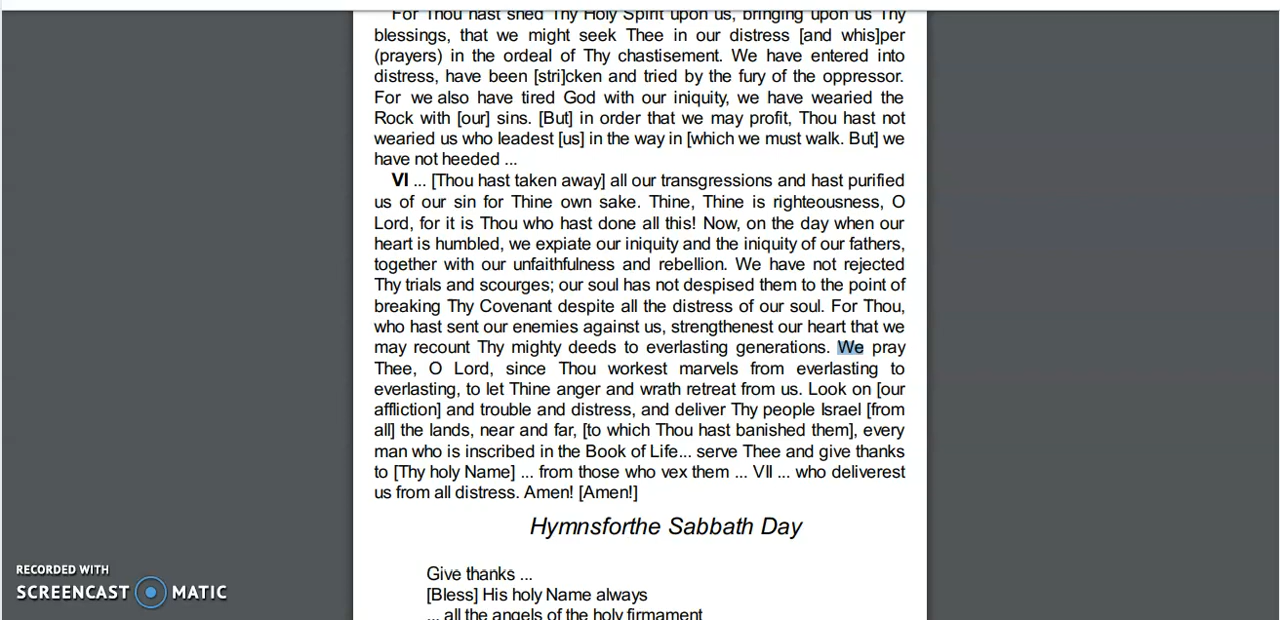 For Thou hast shed Thy Holy Spirit upon us, bringing upon us Thy
blessings, that we might seek Thee in our distress [and whis]per
(prayers) in the ordeal of Thy chastisement. We have entered into
distress, have been [stri]cken and tried by the fury of the oppressor.
For we also have tired God with our iniquity, we have wearied the
Rock with [our] sins. [But] in order that we may profit, Thou hast not
wearied us who leadest [us] in the way in [which we must walk. But] we
have not heeded ...
VI ... [Thou hast taken away] all our transgressions and hast purified
us of our sin for Thine own sake. Thine, Thine is righteousness, O
Lord, for it is Thou who hast done all this! Now, on the day when our
heart is humbled, we expiate our iniquity and the iniquity of our fathers,
together with our unfaithfulness and rebellion. We have not rejected
Thy trials and scourges; our soul has not despised them to the point of
breaking Thy Covenant despite all the distress of our soul. For Thou,
who hast sent our enemies against us, strengthenest our heart that we
may recount Thy mighty deeds to everlasting generations. We pray
Thee, O Lord, since Thou workest marvels from everlasting to
everlasting, to let Thine anger and wrath retreat from us. Look on [our
affliction] and trouble and distress, and deliver Thy people Israel [from
all] the lands, near and far, [to which Thou hast banished them], every
man who is inscribed in the Book of Life... serve Thee and give thanks
to [Thy holy Name] ... from those who vex them ... VII ... who deliverest
us from all distress. Amen! [Amen!]
Hymnsforthe Sabbath Day
Give thanks ...
[Bless] His holy Name always
... all the angels of the holy firmament
RECORDED WITH
SCREENCAST MATIC